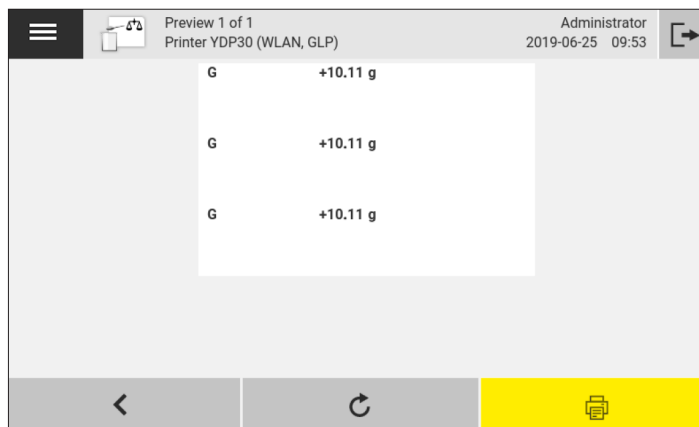 Preview 1 of 1
Printer YDP30 (WLAN, GLP)
Administrator
2019-06-25 09:53
G +10.11 g
G +10.11 g
G +10.11 g